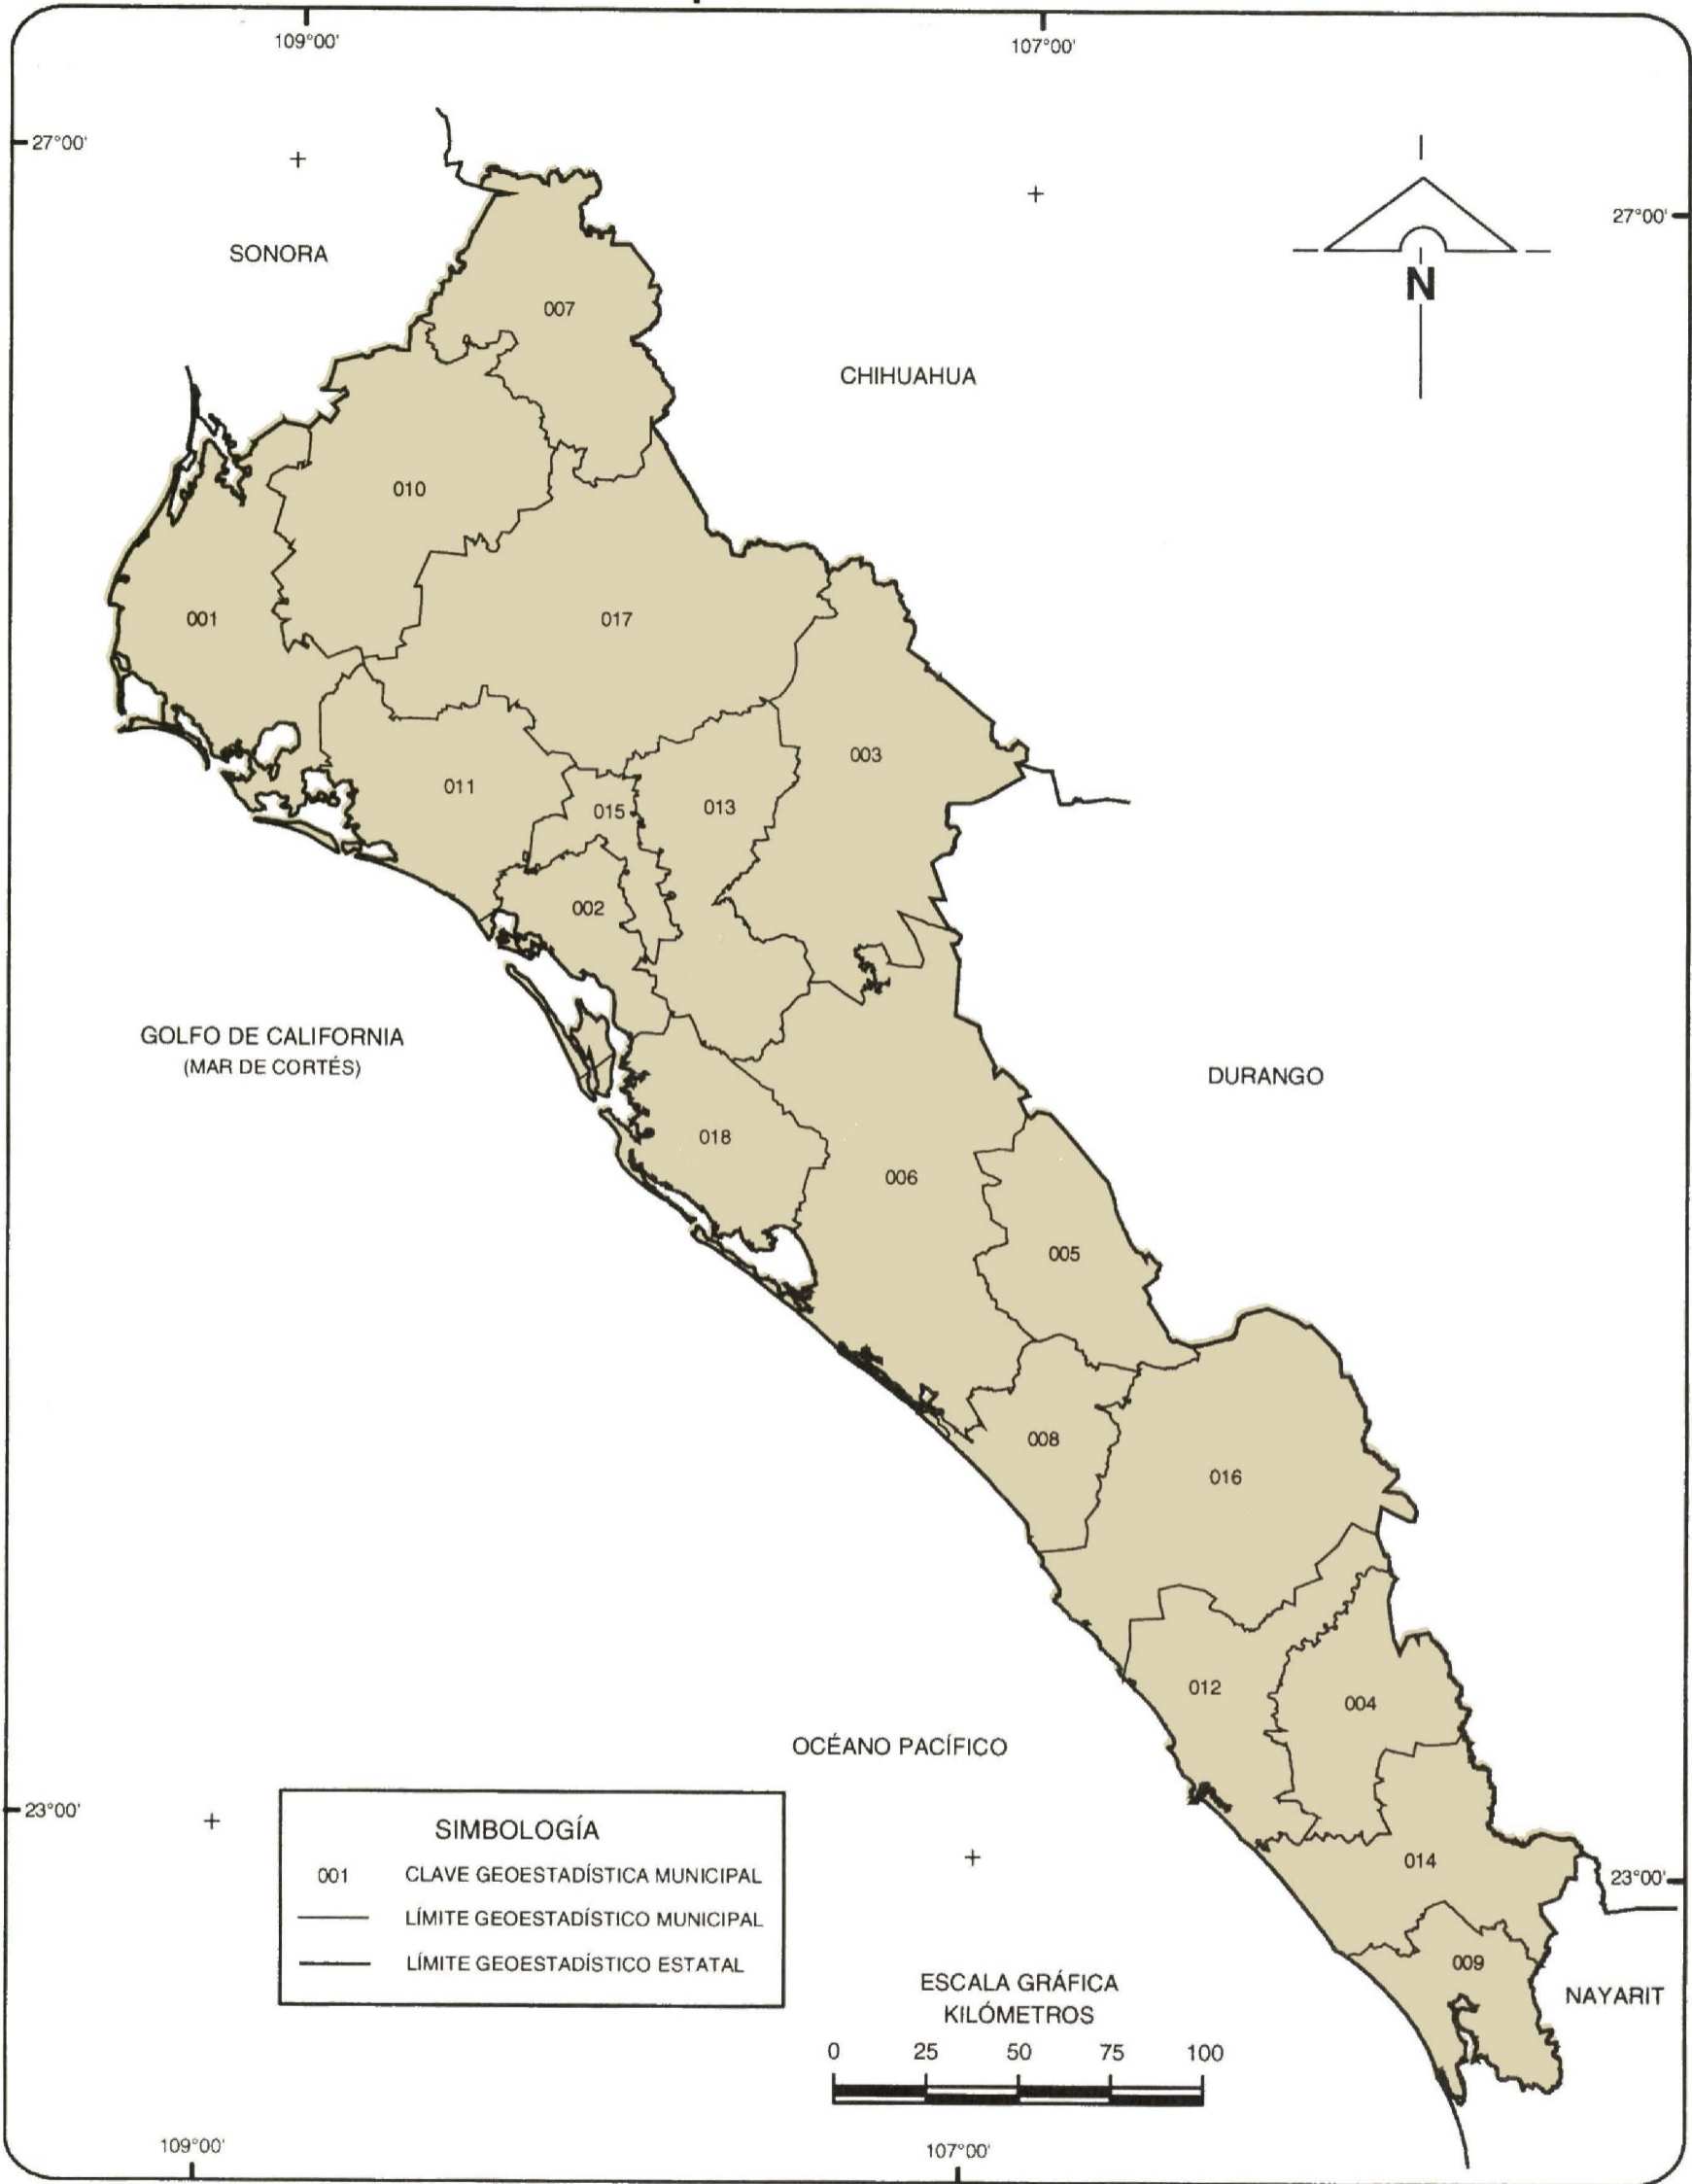 109°00'
107°00'
27°00'
27°00'
SONORA
N
007
CHIHUAHUA
010
001
017
003
011
015
013
002
GOLFO DE CALIFORNIA
(MAR DE CORTÉS)
DURANGO
018
006
005
008
016
012
004
OCÉANO PACÍFICO
23°00'
SIMBOLOGÍA
001 CLAVE GEOESTADÍSTICA MUNICIPAL
LÍMITE GEOESTADÍSTICO MUNICIPAL
LÍMITE GEOESTADÍSTICO ESTATAL
014
23°00'
009
NAYARIT
ESCALA GRÁFICA
KILÓMETROS
0 25 50 75 100
109°00'
107°00'